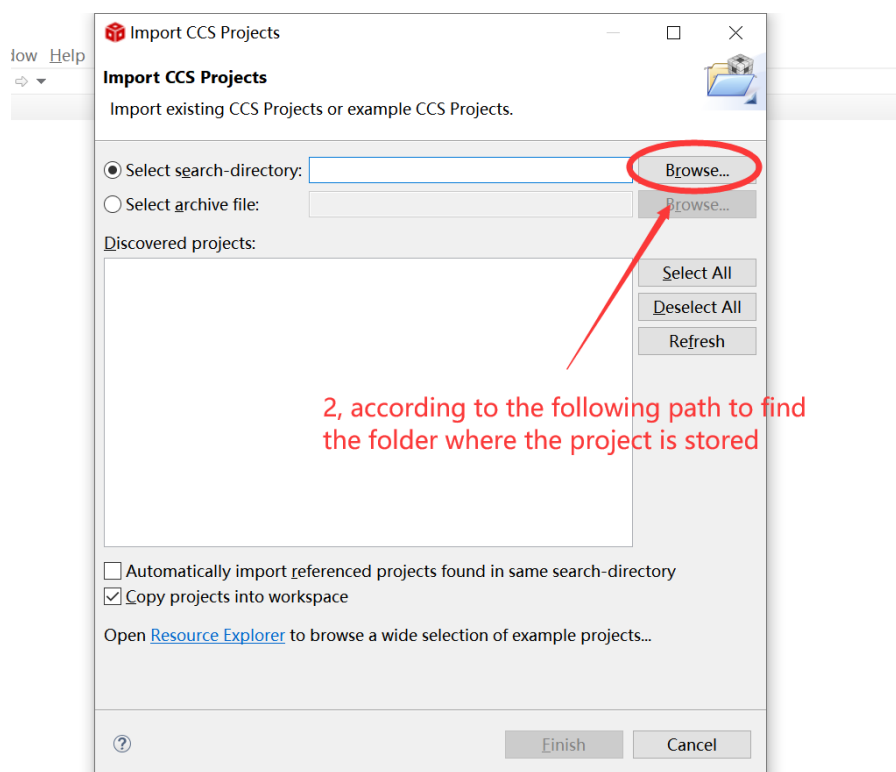 Import CCS Projects
dow Help
Import CCS Projects
Import existing CCS Projects or example CCS Projects.
Select search-directory:
Browse...
Select archive file:
Browse...
Discovered projects:
Select All
Deselect All
Refresh
2, according to the following path to find
the folder where the project is stored
Automatically import referenced projects found in same search-directory
Copy projects into workspace
Open Resource Explorer to browse a wide selection of example projects...
?
Finish
Cancel